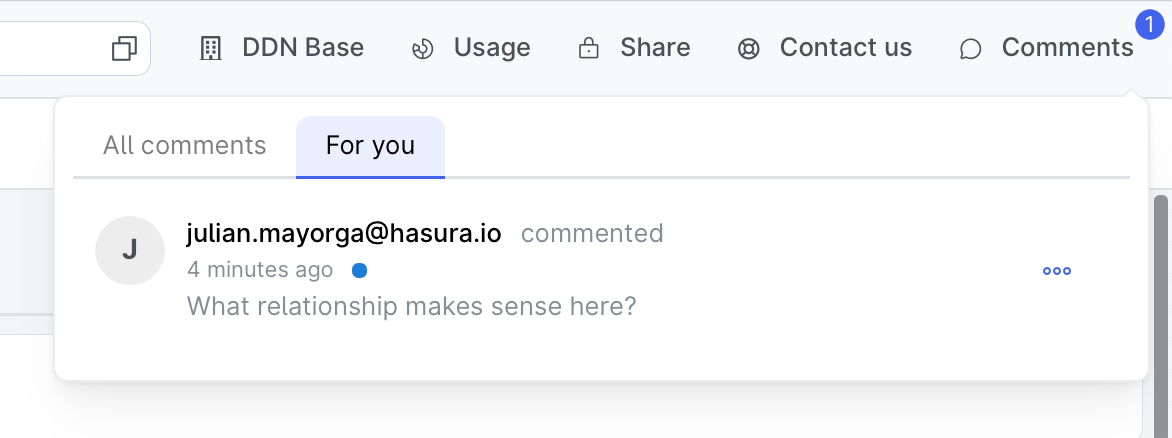 DDN Base Usage Share Contact us Comments 1
All comments For you
J julian.mayorga@hasura.io commented
4 minutes ago
What relationship makes sense here?